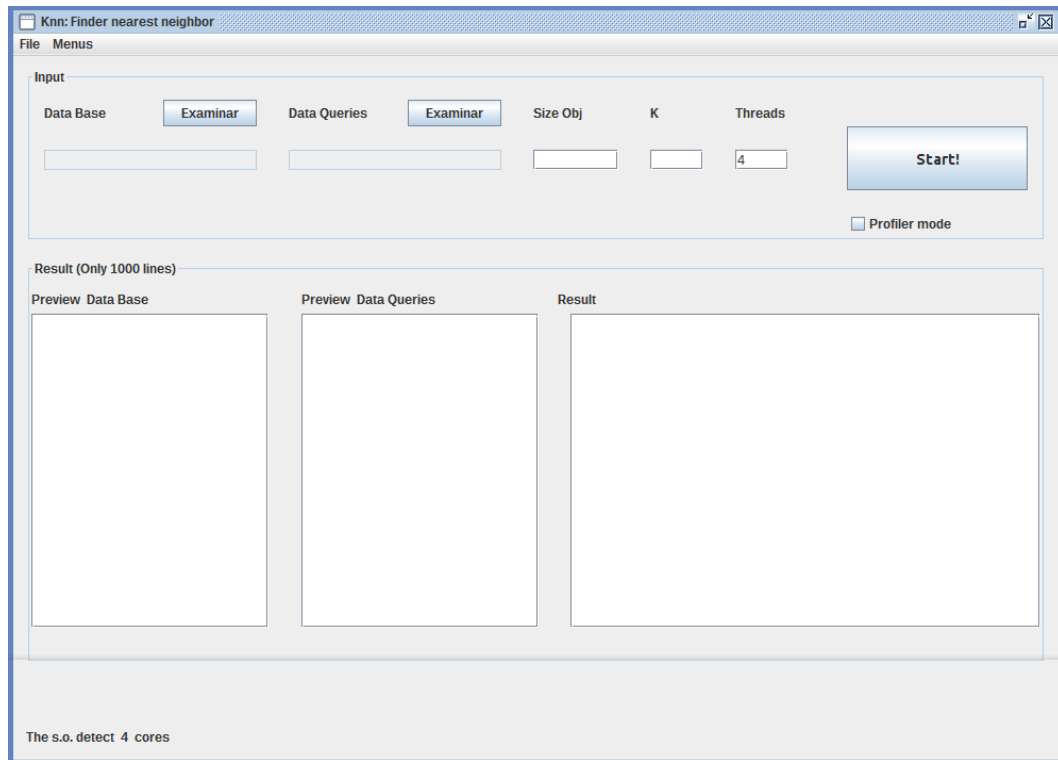 Knn: Finder nearest neighbor
File Menus
Input
Data Base Examinar Data Queries Examinar Size Obj K Threads
4
Start!
Profiler mode
Result (Only 1000 lines)
Preview Data Base Preview Data Queries Result
The s.o. detect 4 cores